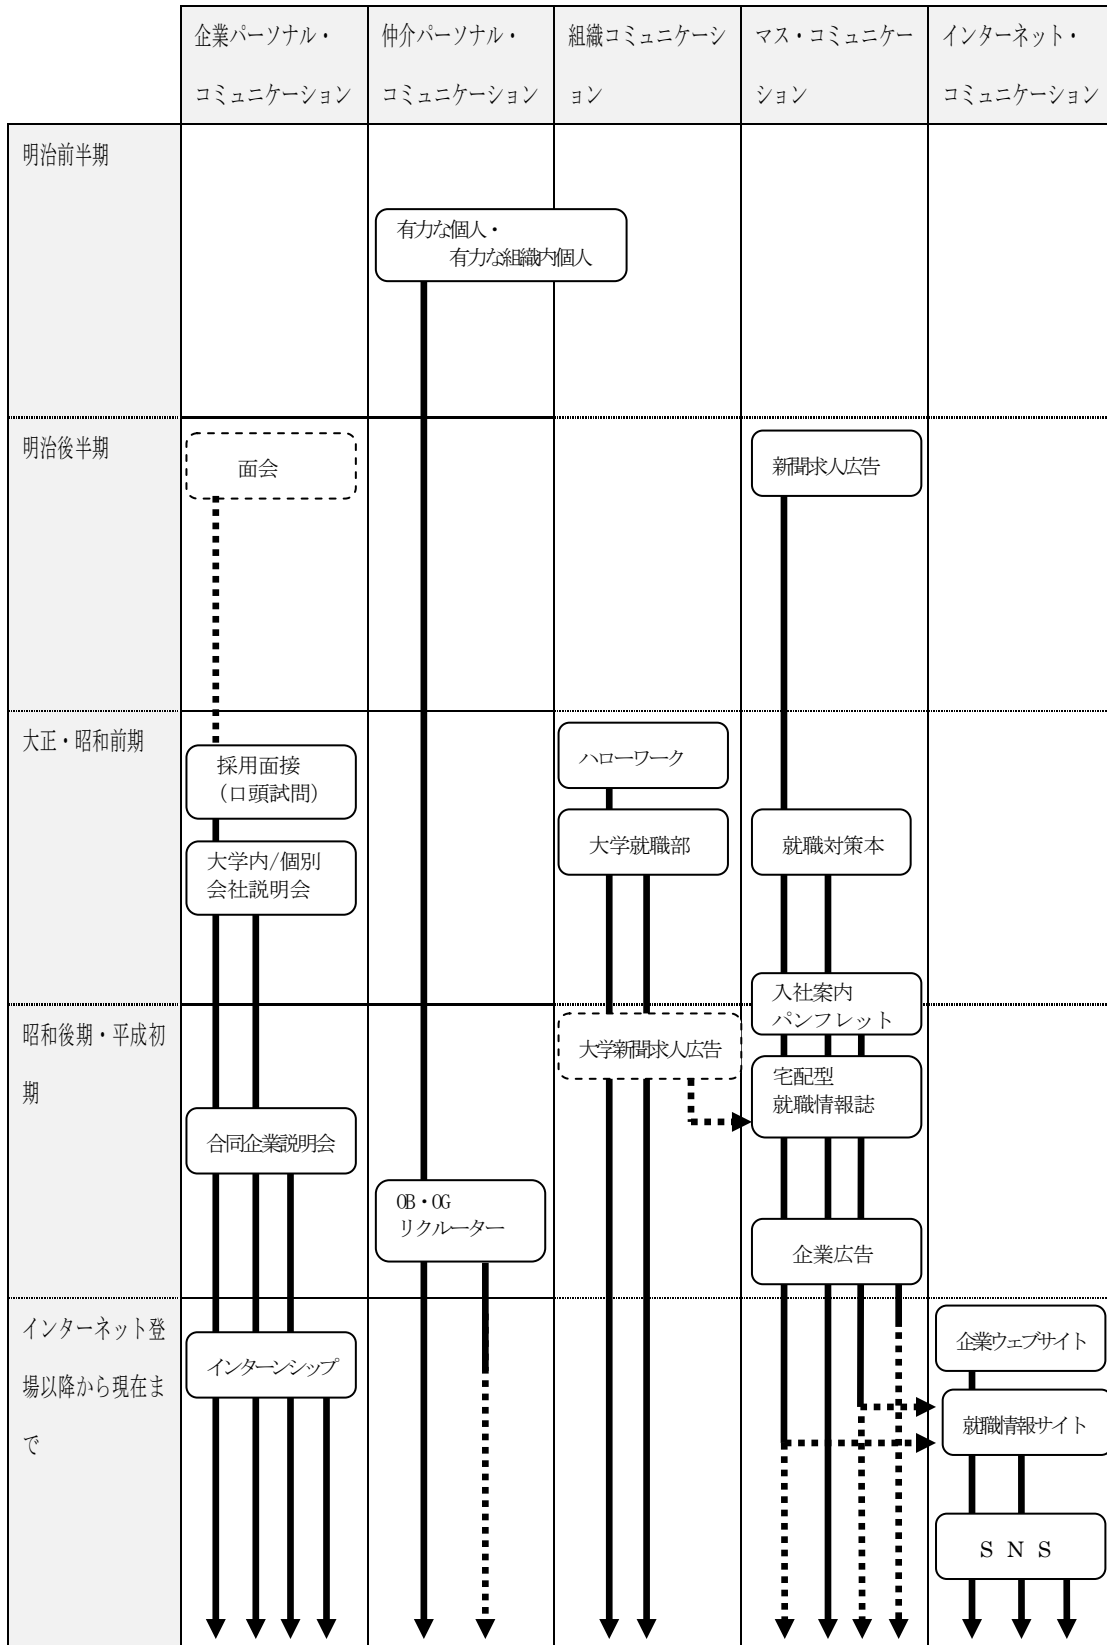 企業パーソナル・
コミュニケーション
仲介パーソナル・
コミュニケーション
組織コミュニケーシ
ョン
マス・コミュニケー
ション
インターネット・
コミュニケーション
明治前半期
有力な個人・
有力な組織内個人
明治後半期
面会
新聞求人広告
大正・昭和前期
採用面接
（口頭試問）
大学内/個別
会社説明会
ハローワーク
大学就職部
就職対策本
入社案内
パンフレット
昭和後期・平成初
期
大学新聞求人広告
宅配型
就職情報誌
合同企業説明会
OB・OG
リクルーター
企業広告
インターネット登
場以降から現在ま
で
インターンシップ
企業ウェブサイト
就職情報サイト
ＳＮＳ